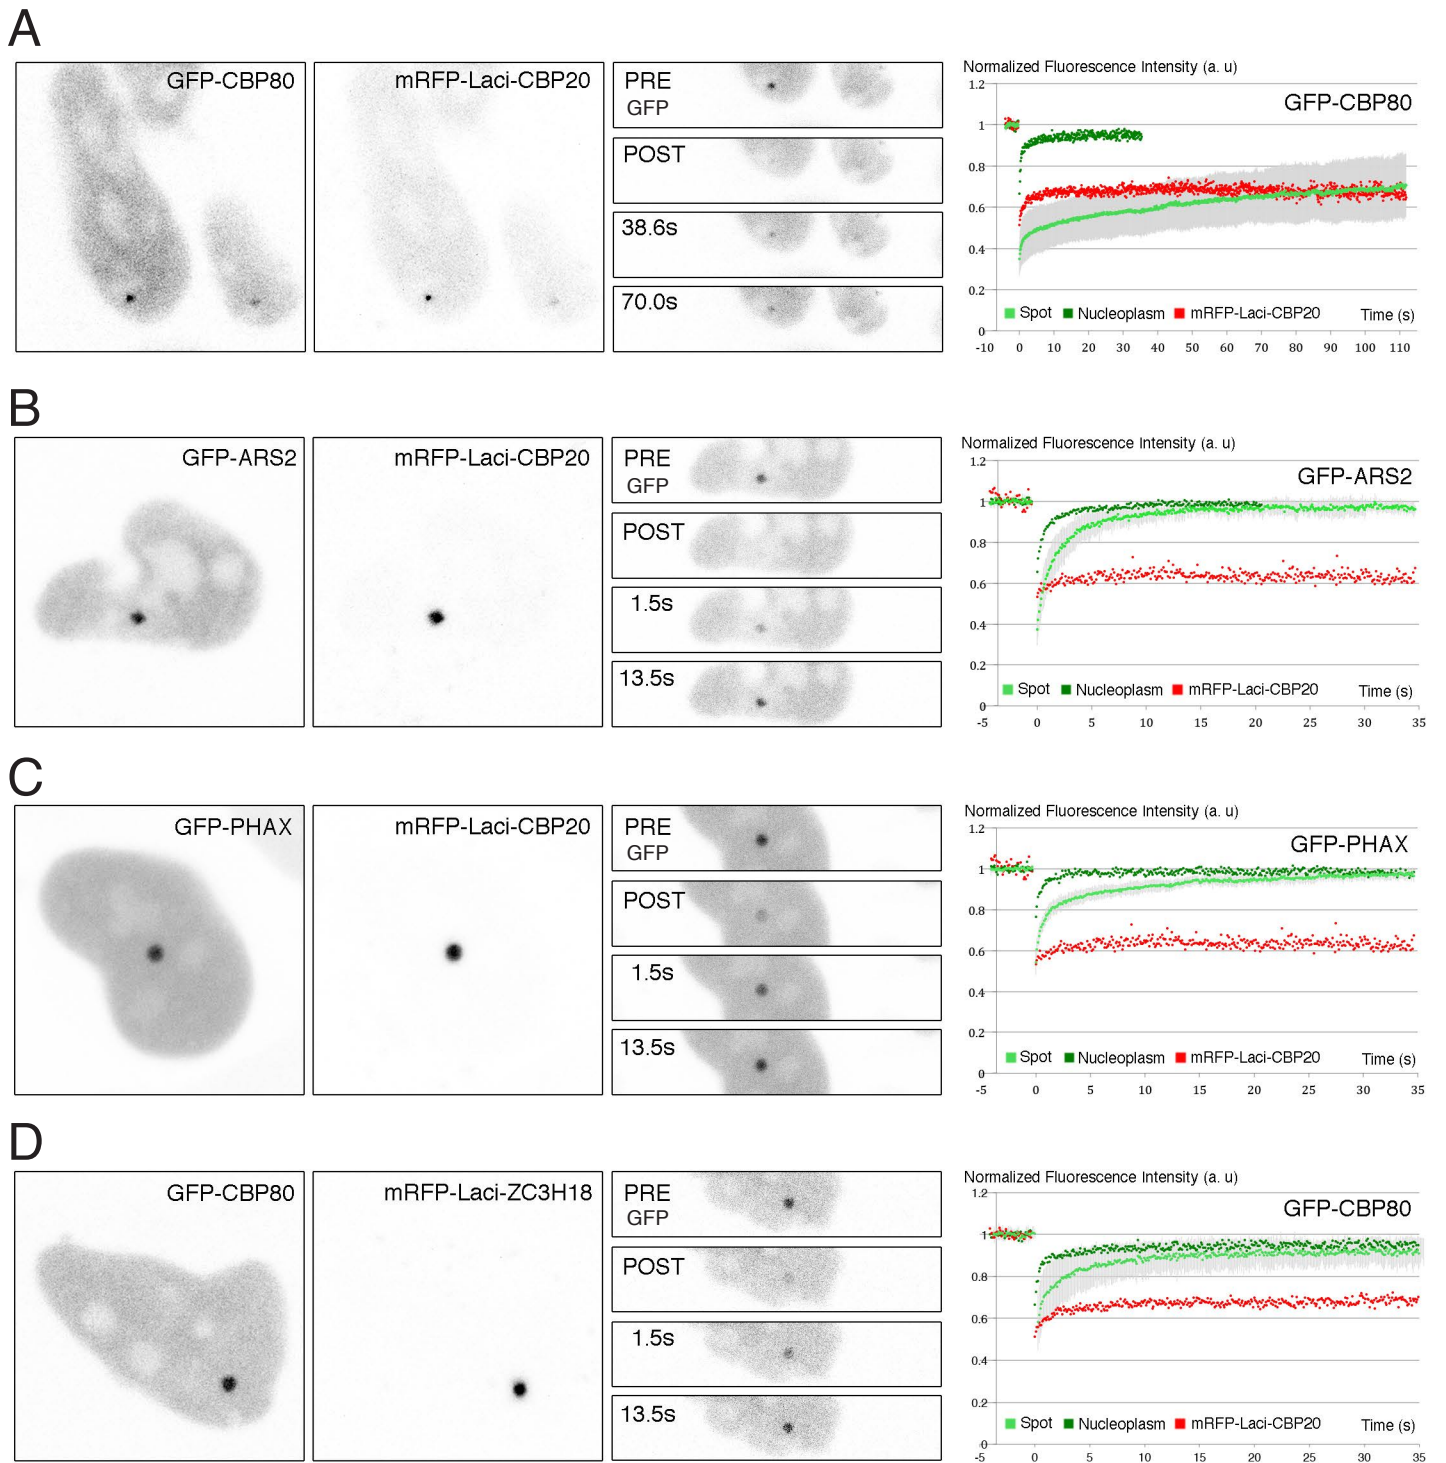 A
GFP-CBP80
mRFP-Laci-CBP20
PRE
GFP
POST
38.6s
70.0s
Normalized Fluorescence Intensity (a. u)
GFP-CBP80
1.2
1
0.8
0.6
0.4
0.2
0
Spot Nucleoplasm mRFP-Laci-CBP20 Time (s)
-10 0 10 20 30 40 50 60 70 80 90 100 110
B
GFP-ARS2
mRFP-Laci-CBP20
PRE
GFP
POST
1.5s
13.5s
Normalized Fluorescence Intensity (a. u)
GFP-ARS2
1.2
1
0.8
0.6
0.4
0.2
0
Spot Nucleoplasm mRFP-Laci-CBP20 Time (s)
-5 0 5 10 15 20 25 30 35
C
GFP-PHAX
mRFP-Laci-CBP20
PRE
GFP
POST
1.5s
13.5s
Normalized Fluorescence Intensity (a. u)
GFP-PHAX
1.2
1
0.8
0.6
0.4
0.2
0
Spot Nucleoplasm mRFP-Laci-CBP20 Time (s)
-5 0 5 10 15 20 25 30 35
D
GFP-CBP80
mRFP-Laci-ZC3H18
PRE
GFP
POST
1.5s
13.5s
Normalized Fluorescence Intensity (a. u)
GFP-CBP80
1.2
1
0.8
0.6
0.4
0.2
0
Spot Nucleoplasm mRFP-Laci-CBP20 Time (s)
-5 0 5 10 15 20 25 30 35